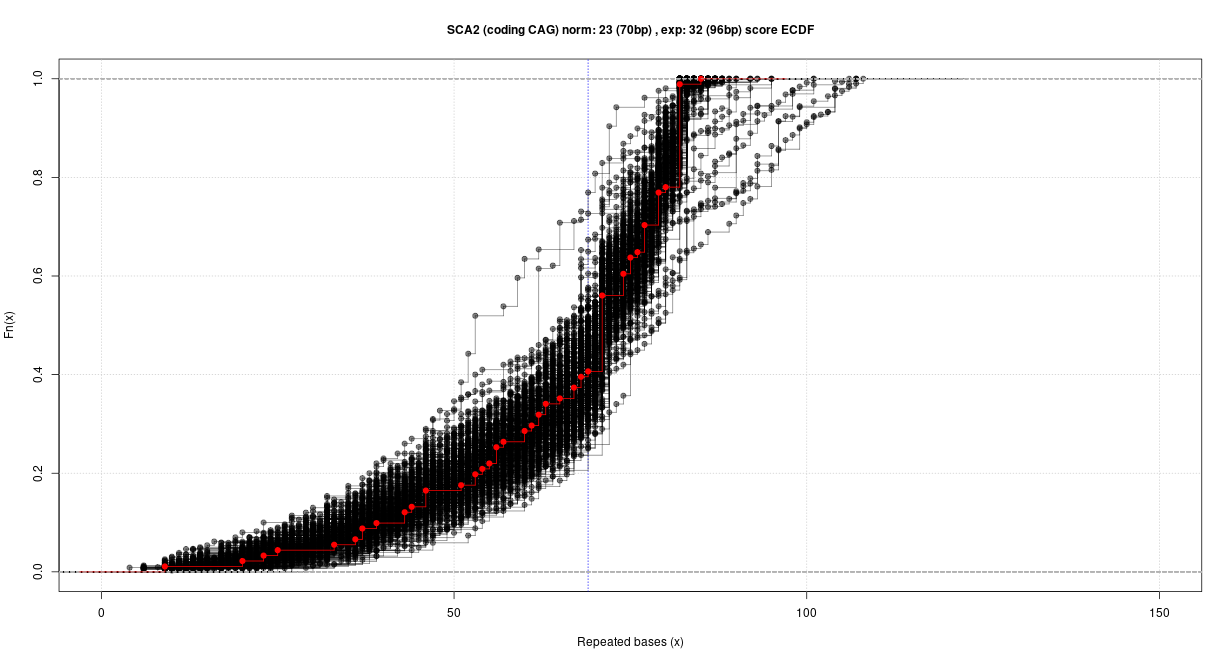 SCA2 (coding CAG) norm: 23 (70bp) , exp: 32 (96bp) score ECDF
Fn(x)
1.0
0.8
0.6
0.4
0.2
0.0
0 50 100 150
Repeated bases (x)